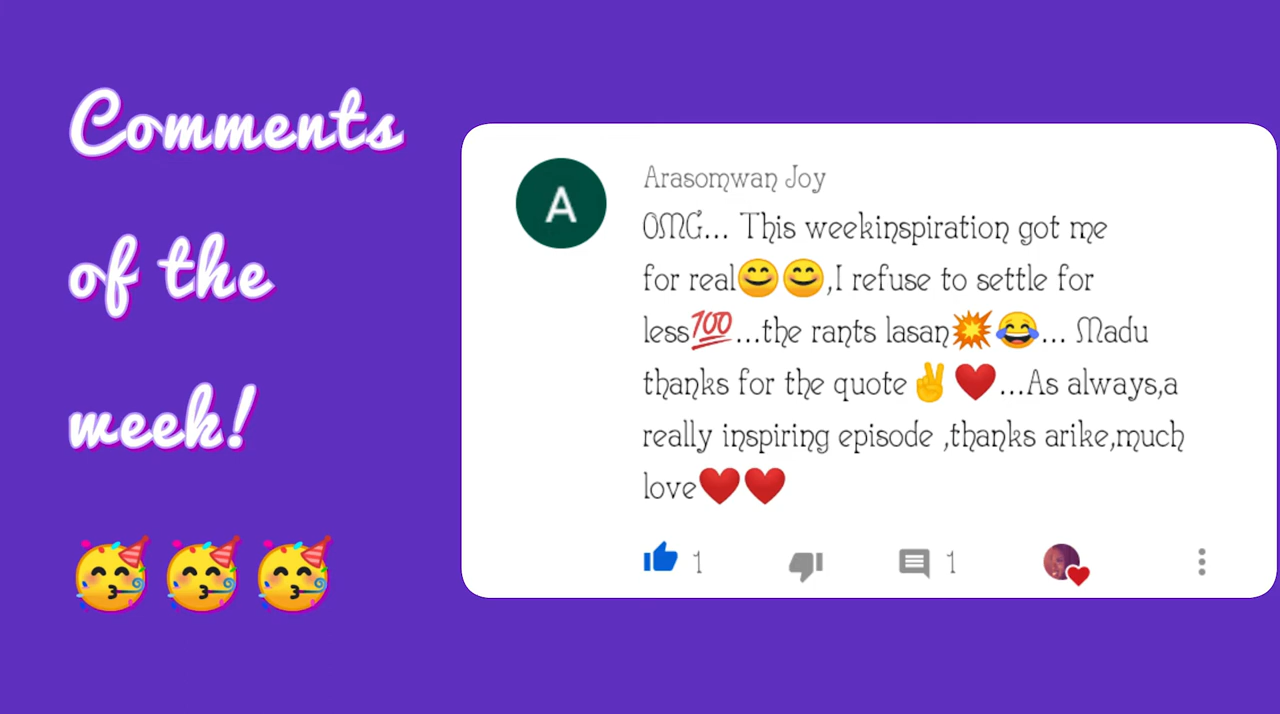 Comments
of the
week!
🥳🥳🥳
A
Arasomwan Joy
OMG... This weekinspiration got me
for real😊😊,I refuse to settle for
less💯...the rants lasan💥😂... Madu
thanks for the quote✌️❤️...As always,a
really inspiring episode ,thanks arike,much
love❤️❤️
1 1